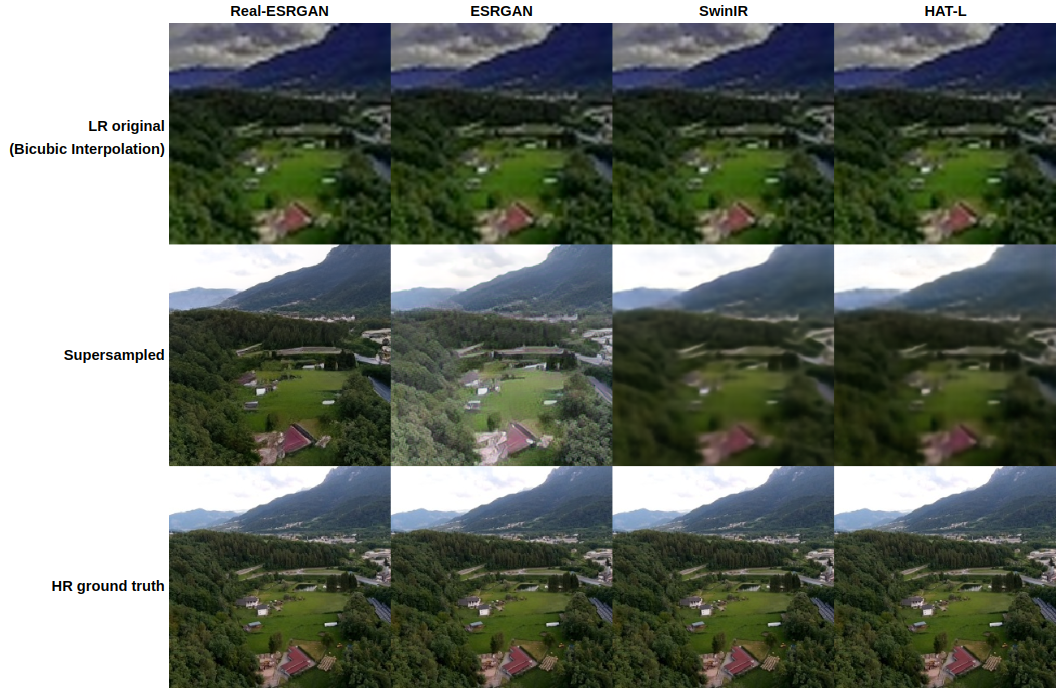 Real-ESRGAN
ESRGAN
SwinIR
HAT-L
LR original
(Bicubic Interpolation)
Supersampled
HR ground truth